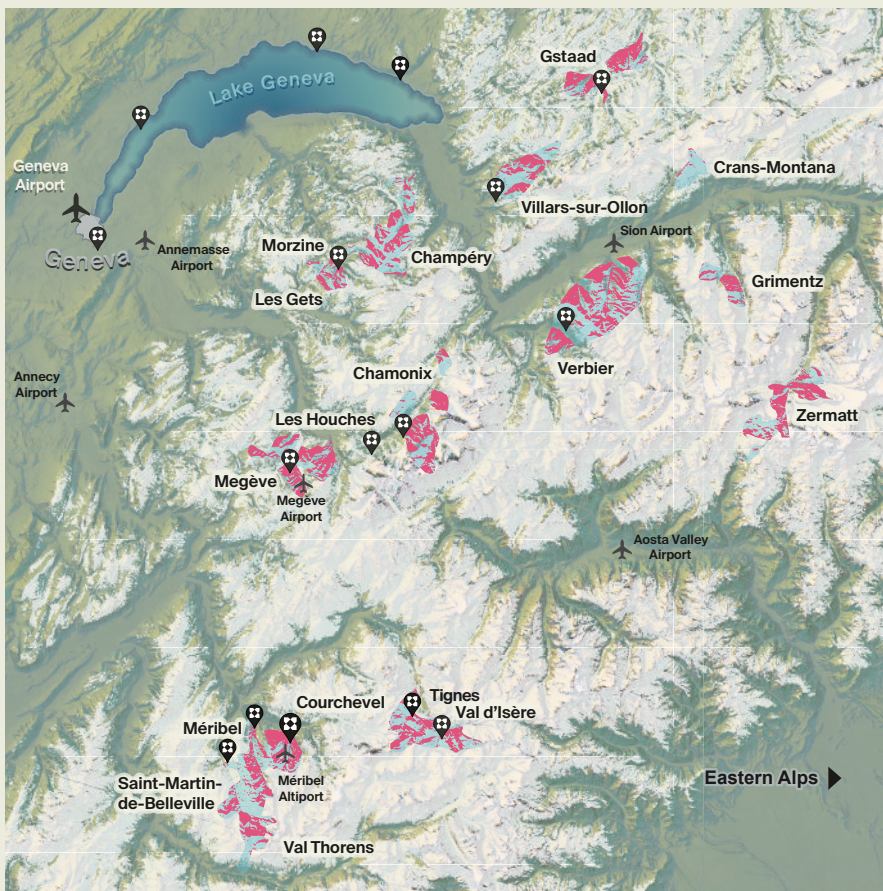 Gstaad
Lake Geneva
Geneva
Airport
Crans-Montana
Villars-sur-Ollon
Sion Airport
Annemasse
Airport
Geneva
Morzine
Champéry
Les Gets
Grimentz
Verbier
Chamonix
Annecy
Airport
Les Houches
Zermatt
Megève
Megève
Airport
Aosta Valley
Airport
Tignes
Courchevel
Val d'Isère
Méribel
Saint-Martin-
de-Belleville
Méribel
Altiport
Eastern Alps
Val Thorens